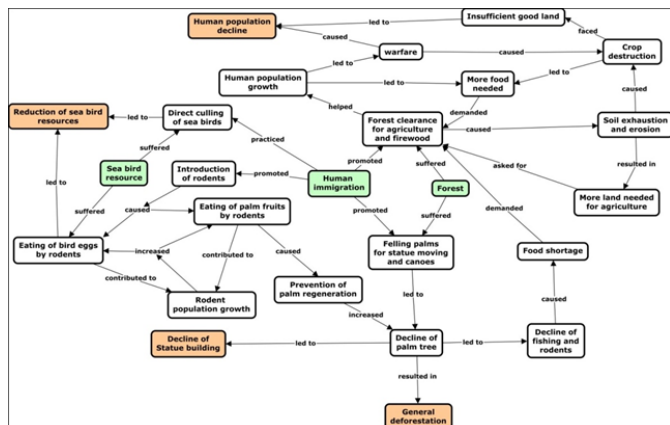 Human population
decline
led to
Insufficient good land
caused
warfare
caused
faced
Crop
destruction
led to
Human population
growth
led to
More food
needed
led to
Reduction of sea bird
resources
led to
Direct culling
of sea birds
helped
demanded
Forest clearance
for agriculture
and firewood
caused
caused
Soil exhaustion
and erosion
suffered
practiced
promoted
suffered
asked for
resulted in
Sea bird
resource
Introduction
of rodents
promoted
Human
immigration
Forest
More land needed
for agriculture
led to
suffered
caused
Eating of palm fruits
by rodents
promoted
suffered
demanded
Eating of bird eggs
by rodents
increased
contributed to
caused
Felling palms
for statue moving
and canoes
Food shortage
contributed to
Rodent
population growth
Prevention of
palm regeneration
led to
caused
increased
Decline of
Statue building
led to
Decline of
palm tree
led to
Decline of
fishing and
rodents
resulted in
General
deforestation